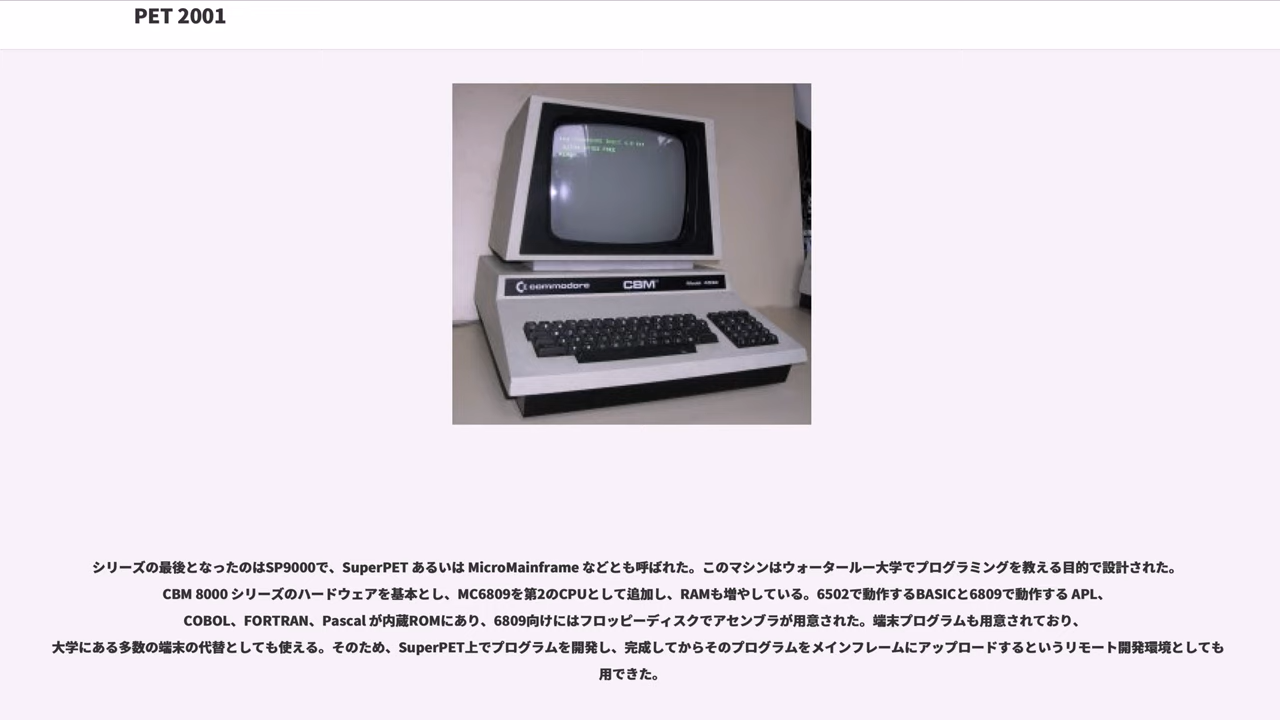 PET 2001
commodore
CBM
シリーズの最後となったのはSP9000で、SuperPET あるいは MicroMainframe などとも呼ばれた。このマシンはウォータールー大学でプログラミングを教える目的で設計された。
CBM 8000 シリーズのハードウェアを基本とし、MC6809を第2のCPUとして追加し、RAMも増やしている。6502で動作するBASICと6809で動作する APL、
COBOL、FORTRAN、Pascal が内蔵ROMにあり、6809向けにはフロッピーディスクでアセンブラが用意された。端末プログラムも用意されており、
大学にある多数の端末の代替としても使える。そのため、SuperPET上でプログラムを開発し、完成してからそのプログラムをメインフレームにアップロードするというリモート開発環境としても
用できた。